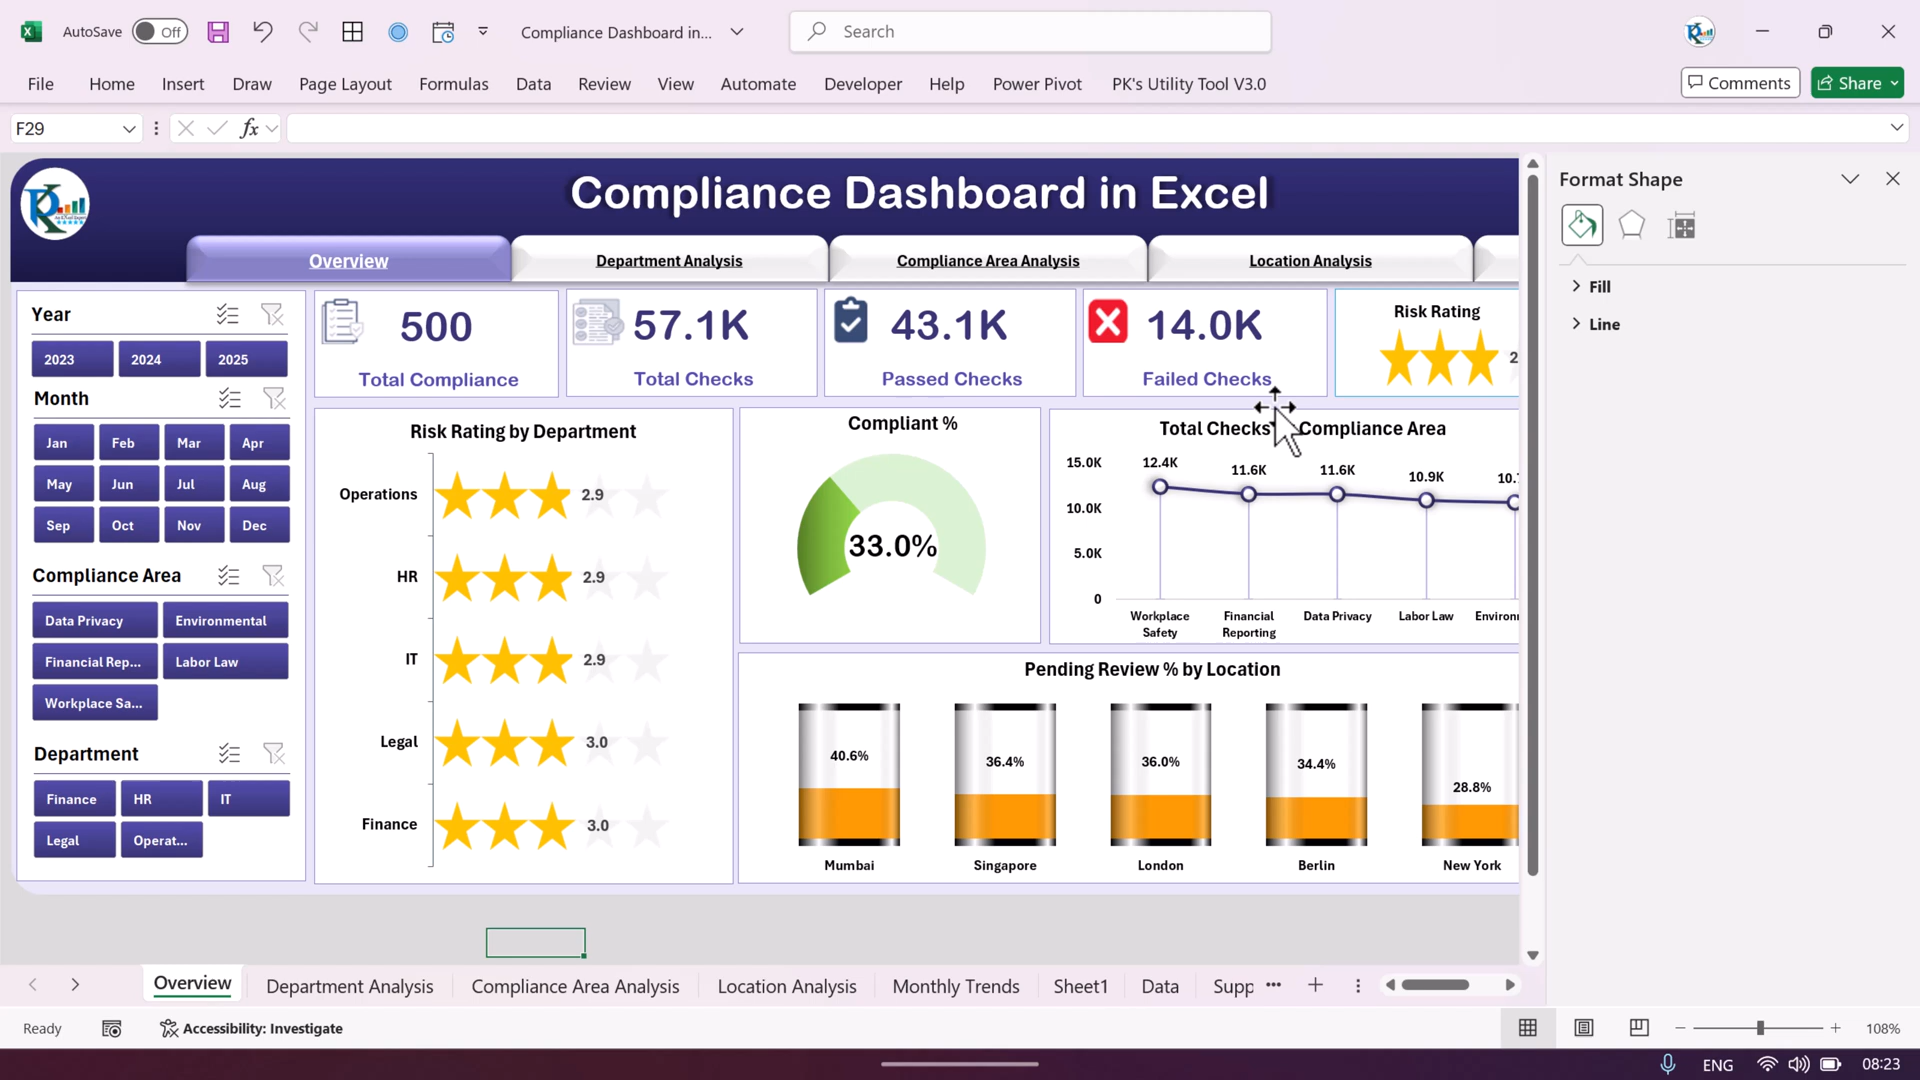 AutoSave Off
Compliance Dashboard in...
Search
File Home Insert Draw Page Layout Formulas Data Review View Automate Developer Help Power Pivot PK's Utility Tool V3.0
Comments
Share
F29
fx
Compliance Dashboard in Excel
Overview
Department Analysis
Compliance Area Analysis
Location Analysis
Year
2023 2024 2025
Month
Jan Feb Mar Apr
May Jun Jul Aug
Sep Oct Nov Dec
Compliance Area
Data Privacy Environmental
Financial Rep... Labor Law
Workplace Sa...
Department
Finance HR IT
Legal Operat...
500
Total Compliance
57.1K
Total Checks
43.1K
Passed Checks
14.0K
Failed Checks
Risk Rating
2
Risk Rating by Department
Operations 2.9
HR 2.9
IT 2.9
Legal 3.0
Finance 3.0
Compliant %
33.0%
Total Checks Compliance Area
15.0K
10.0K
5.0K
0
12.4K 11.6K 11.6K 10.9K 10.
Workplace
Safety
Financial
Reporting
Data Privacy
Labor Law
Environ
Pending Review % by Location
40.6% 36.4% 36.0% 34.4% 28.8%
Mumbai Singapore London Berlin New York
Format Shape
Fill
Line
Overview Department Analysis Compliance Area Analysis Location Analysis Monthly Trends Sheet1 Data Supp ...
Ready
Accessibility: Investigate
108%
ENG
08:23